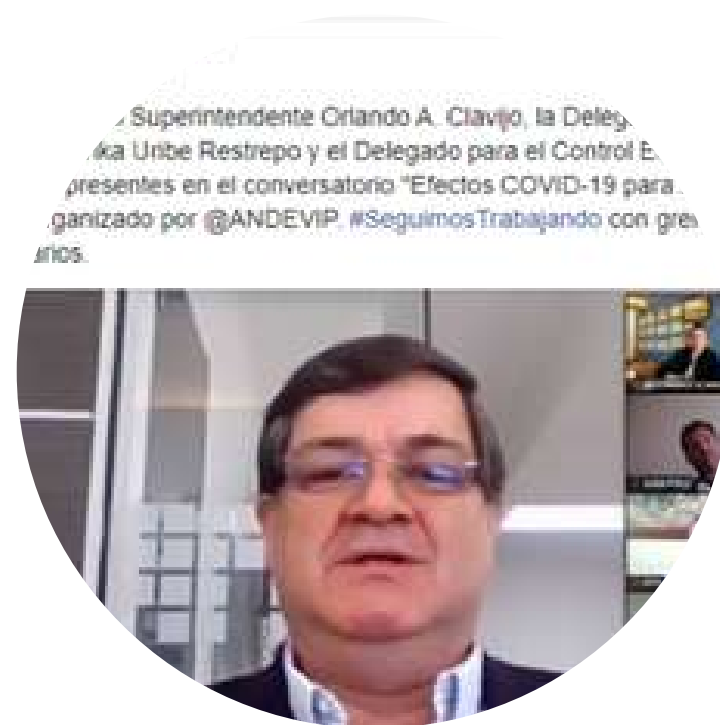 Superintendente Orlando A. Clavijo, la
Uribe Restrepo y el Delegado para el Control
presentes en el conversatorio "Efectos COVID-19 para
por @ANDEVIP. #SeguimosTrabajando con